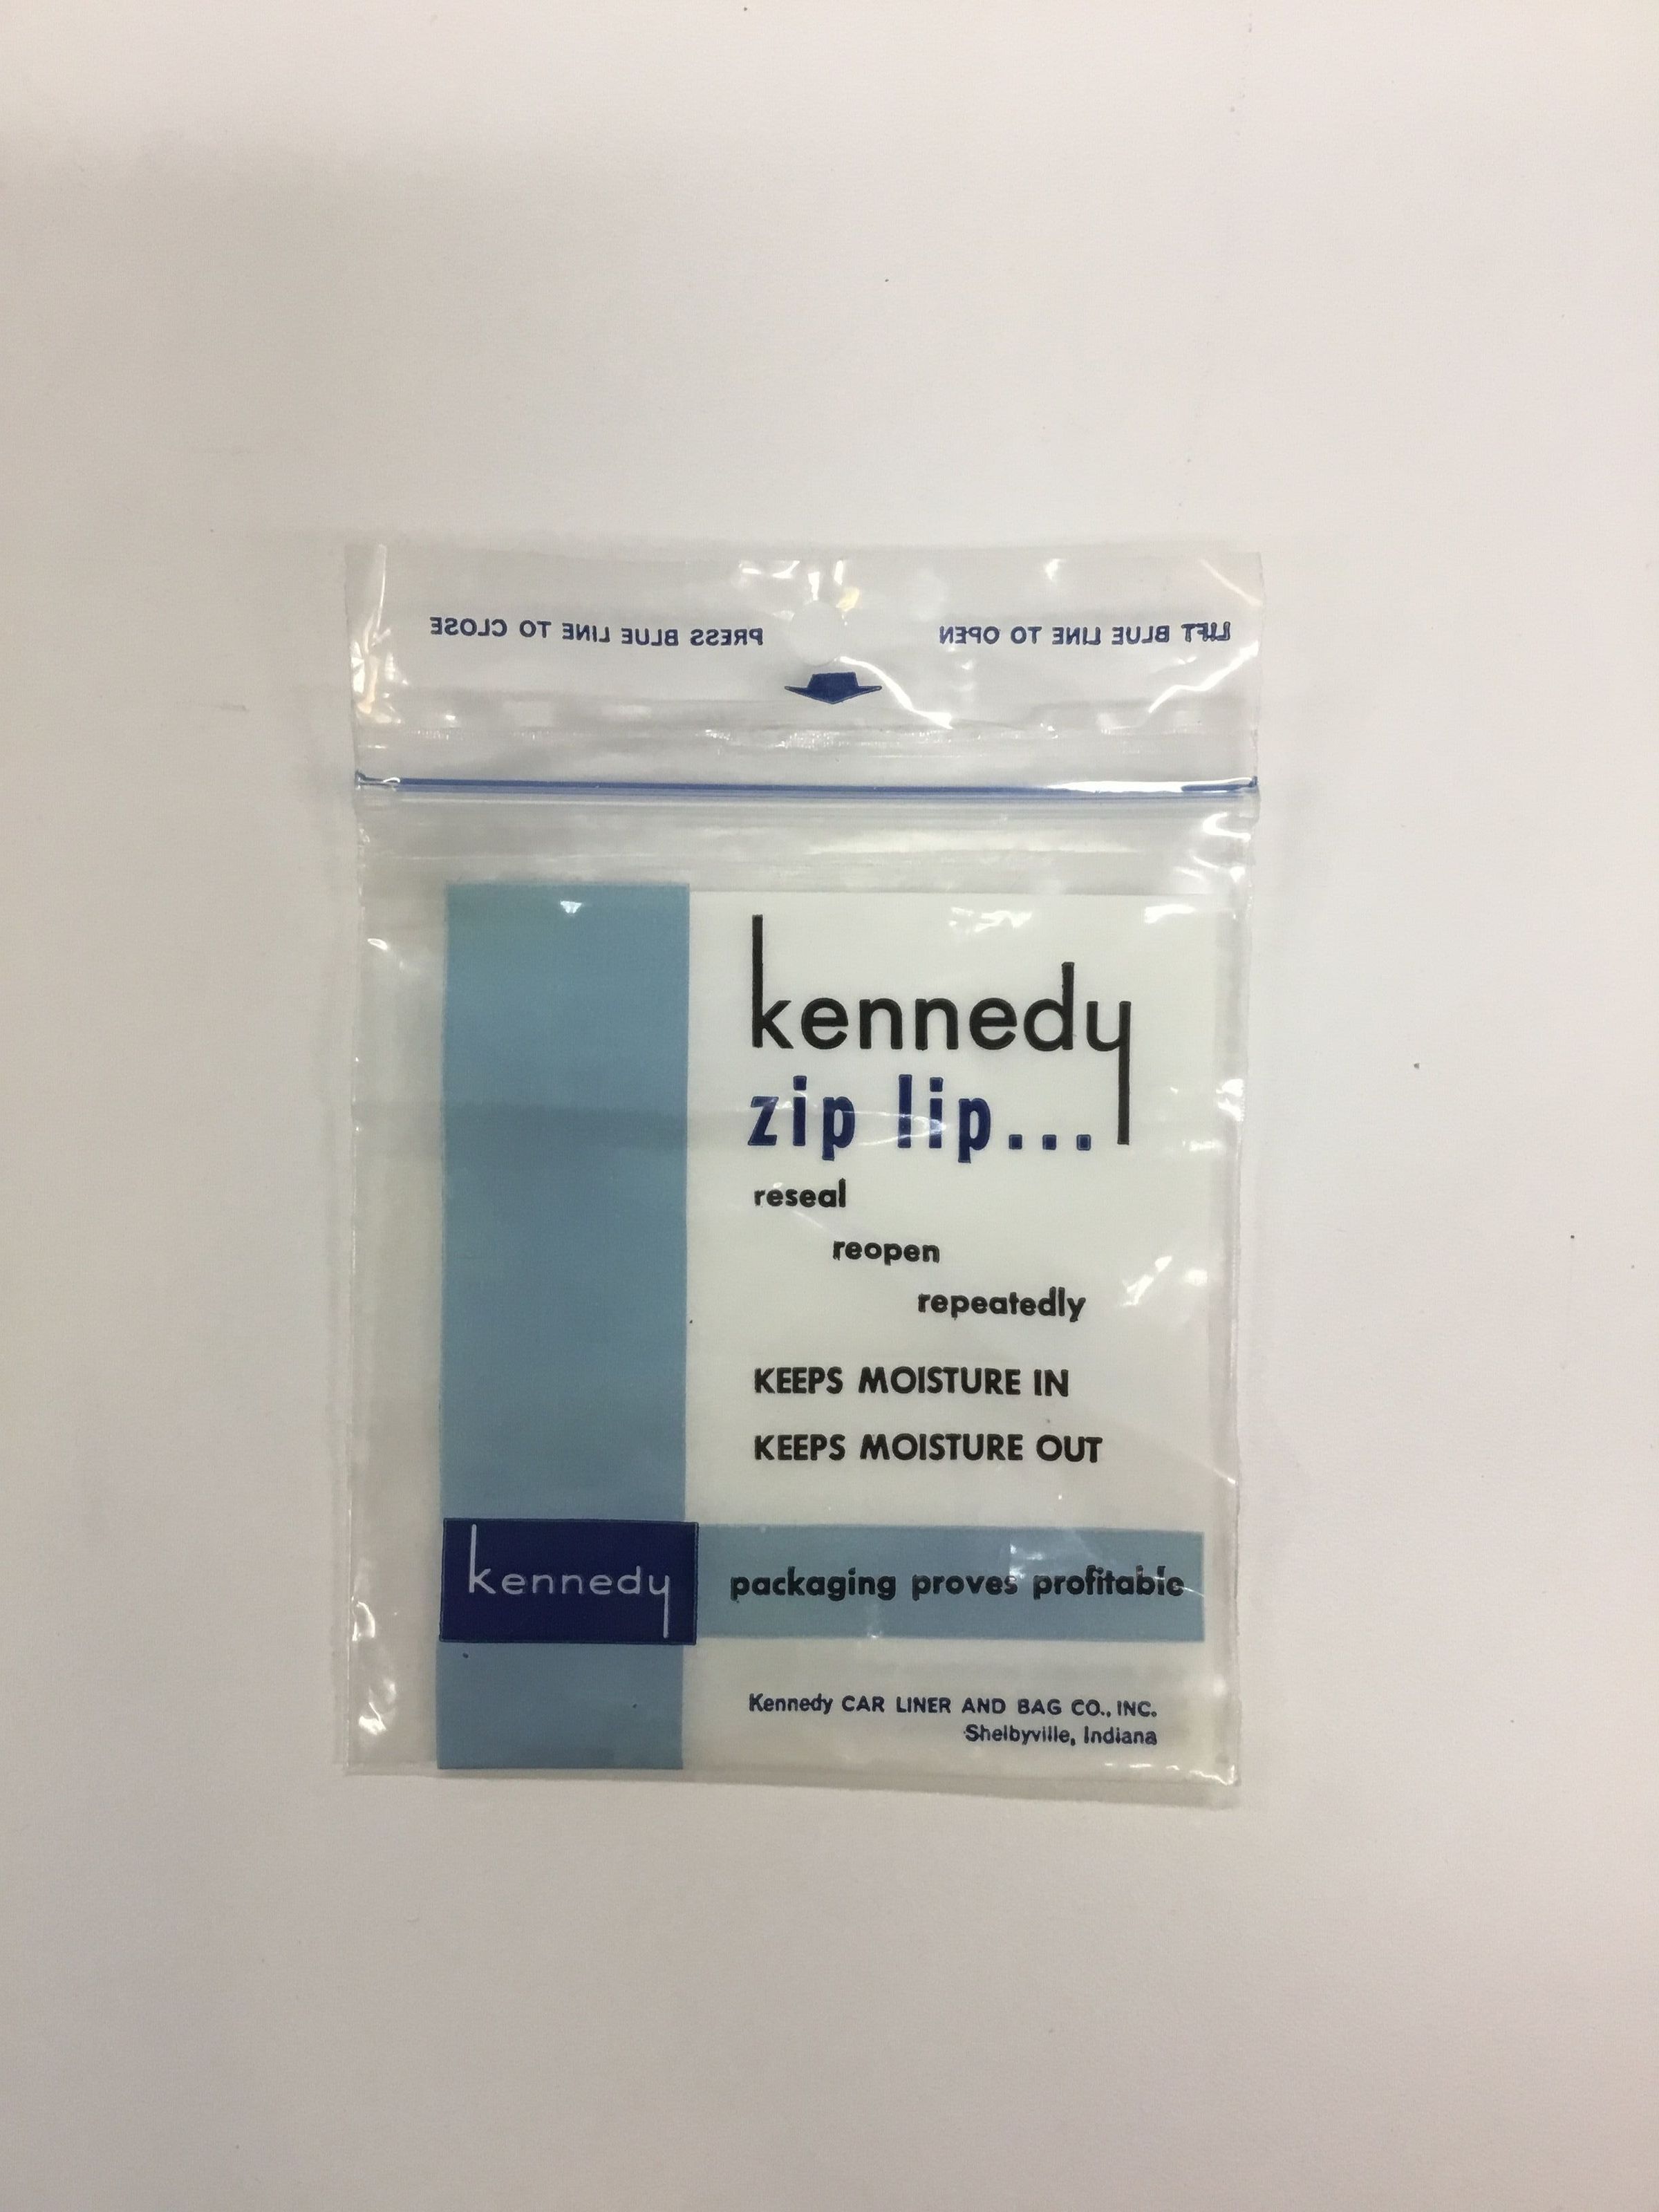 LIFT BLUE LINE TO OPEN
PRESS BLUE LINE TO CLOSE
kennedy
zip lip...
reseal
reopen
repeatedly
KEEPS MOISTURE IN
KEEPS MOISTURE OUT
kennedy
packaging proves profitable
Kennedy CAR LINER AND BAG CO., INC.
Shelbyville, Indiana